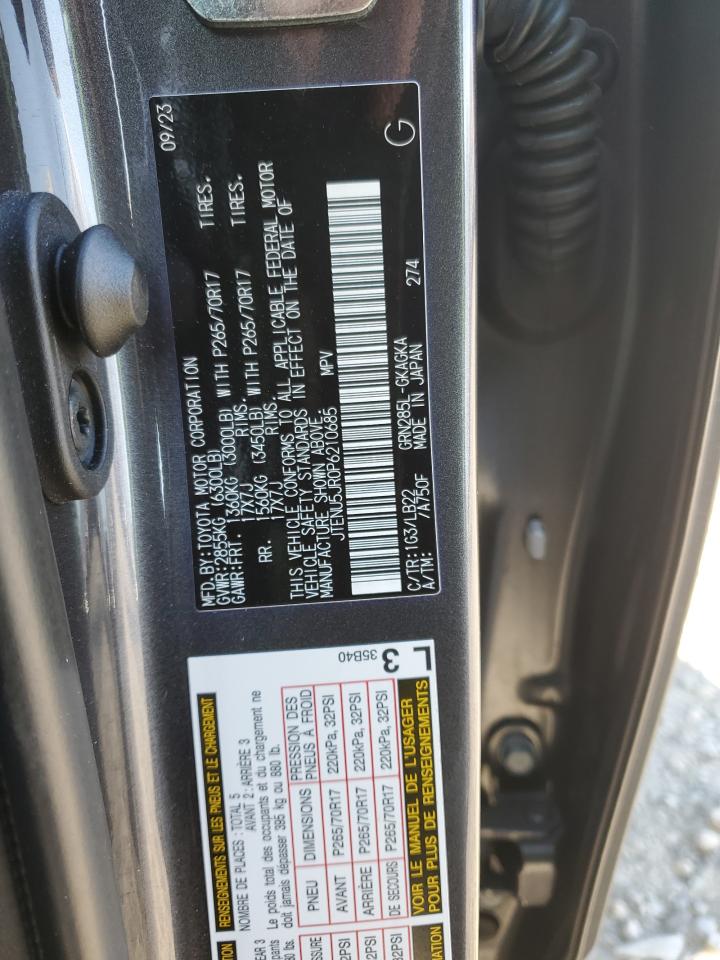 09/23
MFD.BY:TOYOTA MOTOR CORPORATION
GVWR:2855KG (6300LB)
GAWR:FRT. 1360KG (3000LB) WITH P265/70R17 TIRES.
17X7J RIMS.
RR. 1560KG (3450LB) WITH P265/70R17 TIRES.
17X7J RIMS.
THIS VEHICLE CONFORMS TO ALL APPLICABLE FEDERAL MOTOR
VEHICLE SAFETY STANDARDS IN EFFECT ON THE DATE OF
MANUFACTURE SHOWN ABOVE.
JTENU5JR0P6210685 MPV
C/TR:1G3/LB22 GRN285L-GKAGKA 274
A/TM: /A750F MADE IN JAPAN
G
RENSEIGNEMENTS SUR LES PNEUS ET LE CHARGEMENT
NOMBRE DE PLACES : TOTAL 5
AVANT 2 : ARRIÈRE 3
Le poids total des occupants et du chargement ne
doit jamais dépasser 395 kg ou 880 lb.
PNEU DIMENSIONS PRESSION DES PNEUS À FROID
AVANT P265/70R17 220kPa, 32PSI
ARRIÈRE P265/70R17 220kPa, 32PSI
DE SECOURS P265/70R17 220kPa, 32PSI
VOIR LE MANUEL DE L'USAGER
POUR PLUS DE RENSEIGNEMENTS
L
3
35B40